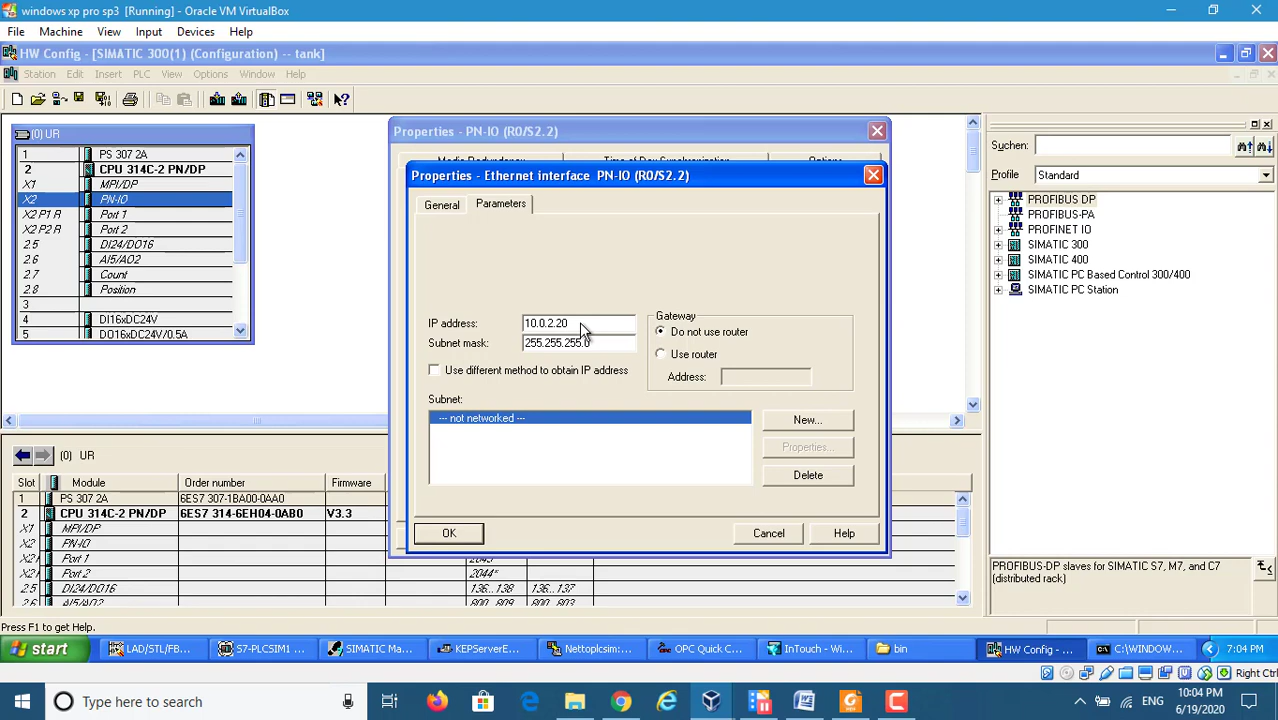 windows xp pro sp3 [Running] - Oracle VM VirtualBox
File Machine View Input Devices Help
HW Config - [SIMATIC 300(1) (Configuration) -- tank]
Station Edit Insert PLC View Options Window Help
(0) UR
1 PS 307 2A
2 CPU 314C-2 PN/DP
X1 MPI/DP
X2 PN-IO
X2 P1 R Port 1
X2 P2 R Port 2
2.5 DI24/DO16
2.6 AI5/AO2
2.7 Count
2.8 Position
3
4 DI16xDC24V
5 DO16xDC24V/0.5A
Properties - PN-IO (R0/S2.2)
Media Redundancy Time of Day Synchronization Options
Properties - Ethernet interface PN-IO (R0/S2.2)
General Parameters
IP address: 10.0.2.20
Subnet mask: 255.255.255.0
Use different method to obtain IP address
Gateway
Do not use router
Use router
Address:
Subnet:
--- not networked ---
New...
Properties...
Delete
OK Cancel Help
Suchen:
Profile Standard
PROFIBUS DP
PROFIBUS-PA
PROFINET IO
SIMATIC 300
SIMATIC 400
SIMATIC PC Based Control 300/400
SIMATIC PC Station
PROFIBUS-DP slaves for SIMATIC S7, M7, and C7
(distributed rack)
(0) UR
Slot Module Order number Firmware
1 PS 307 2A 6ES7 307-1BA00-0AA0
2 CPU 314C-2 PN/DP 6ES7 314-6EH04-0AB0 V3.3
X1 MPI/DP
X2 PN-IO
X2 Port 1
X2 Port 2 2044*
2.5 DI24/DO16 136...138 136...137
2.6 AI5/AO2 800...809 800...803
Press F1 to get Help.
start LAD/STL/FB... S7-PLCSIM1 ... SIMATIC Ma... KEPServerE... Nettoplcsim:... OPC Quick C... InTouch - Wi... bin HW Config - ... C:\WINDOW... 7:04 PM
Right Ctrl
Type here to search
ENG
10:04 PM
6/19/2020